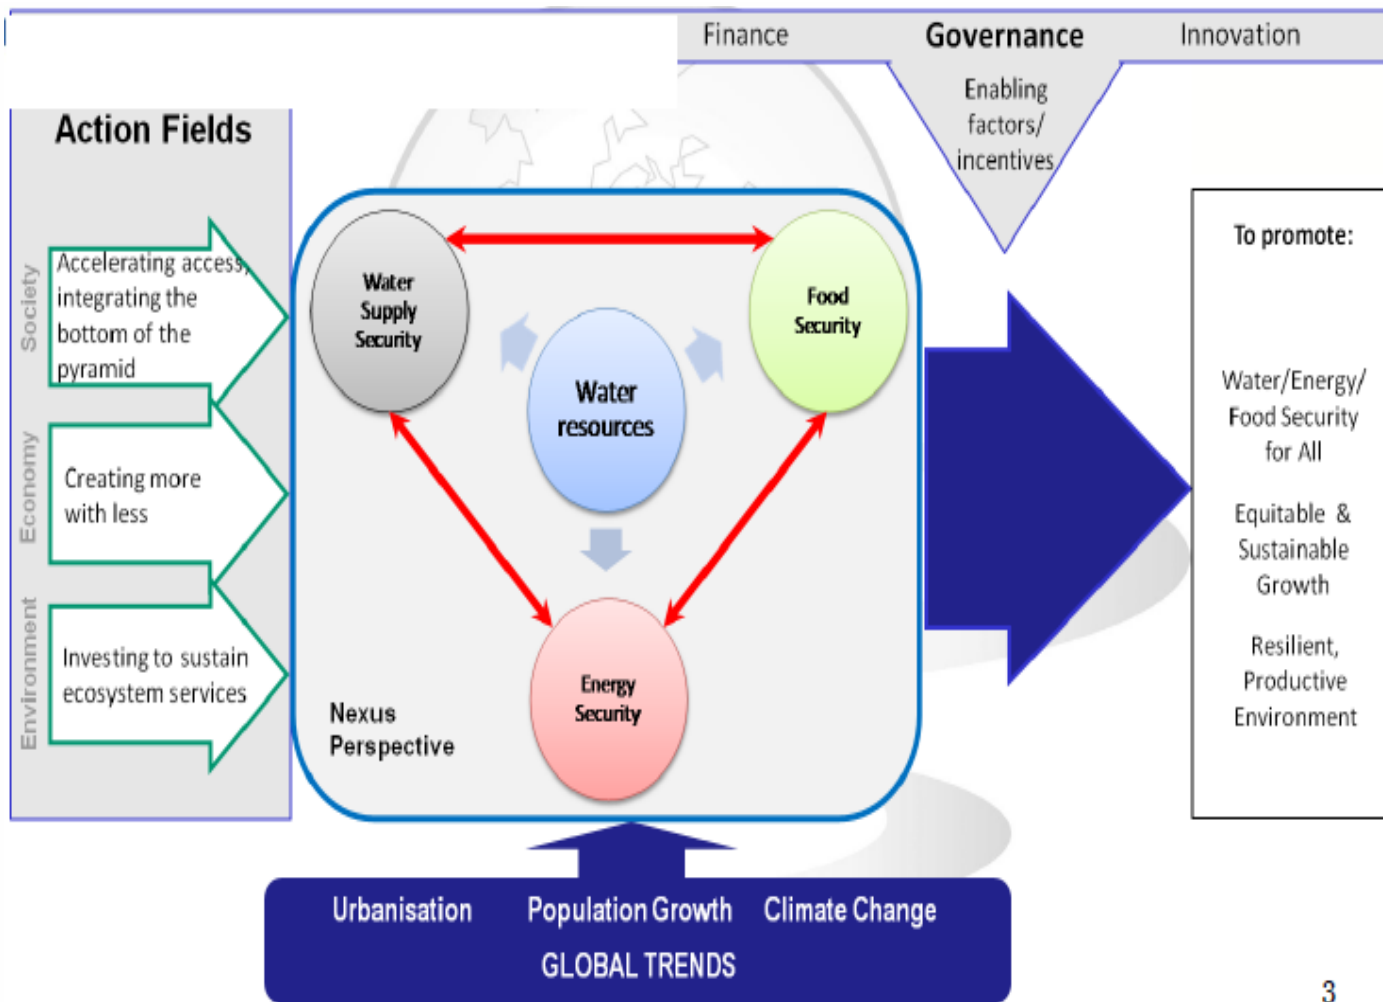 Finance
Governance
Innovation
Enabling
factors/
incentives
Action Fields
Society
Accelerating access,
integrating the
bottom of the
pyramid
Economy
Creating more
with less
Environment
Investing to sustain
ecosystem services
Water
Supply
Security
Food
Security
Water
resources
Energy
Security
Nexus
Perspective
To promote:
Water/Energy/
Food Security
for All
Equitable &
Sustainable
Growth
Resilient,
Productive
Environment
Urbanisation
Population Growth
Climate Change
GLOBAL TRENDS
3